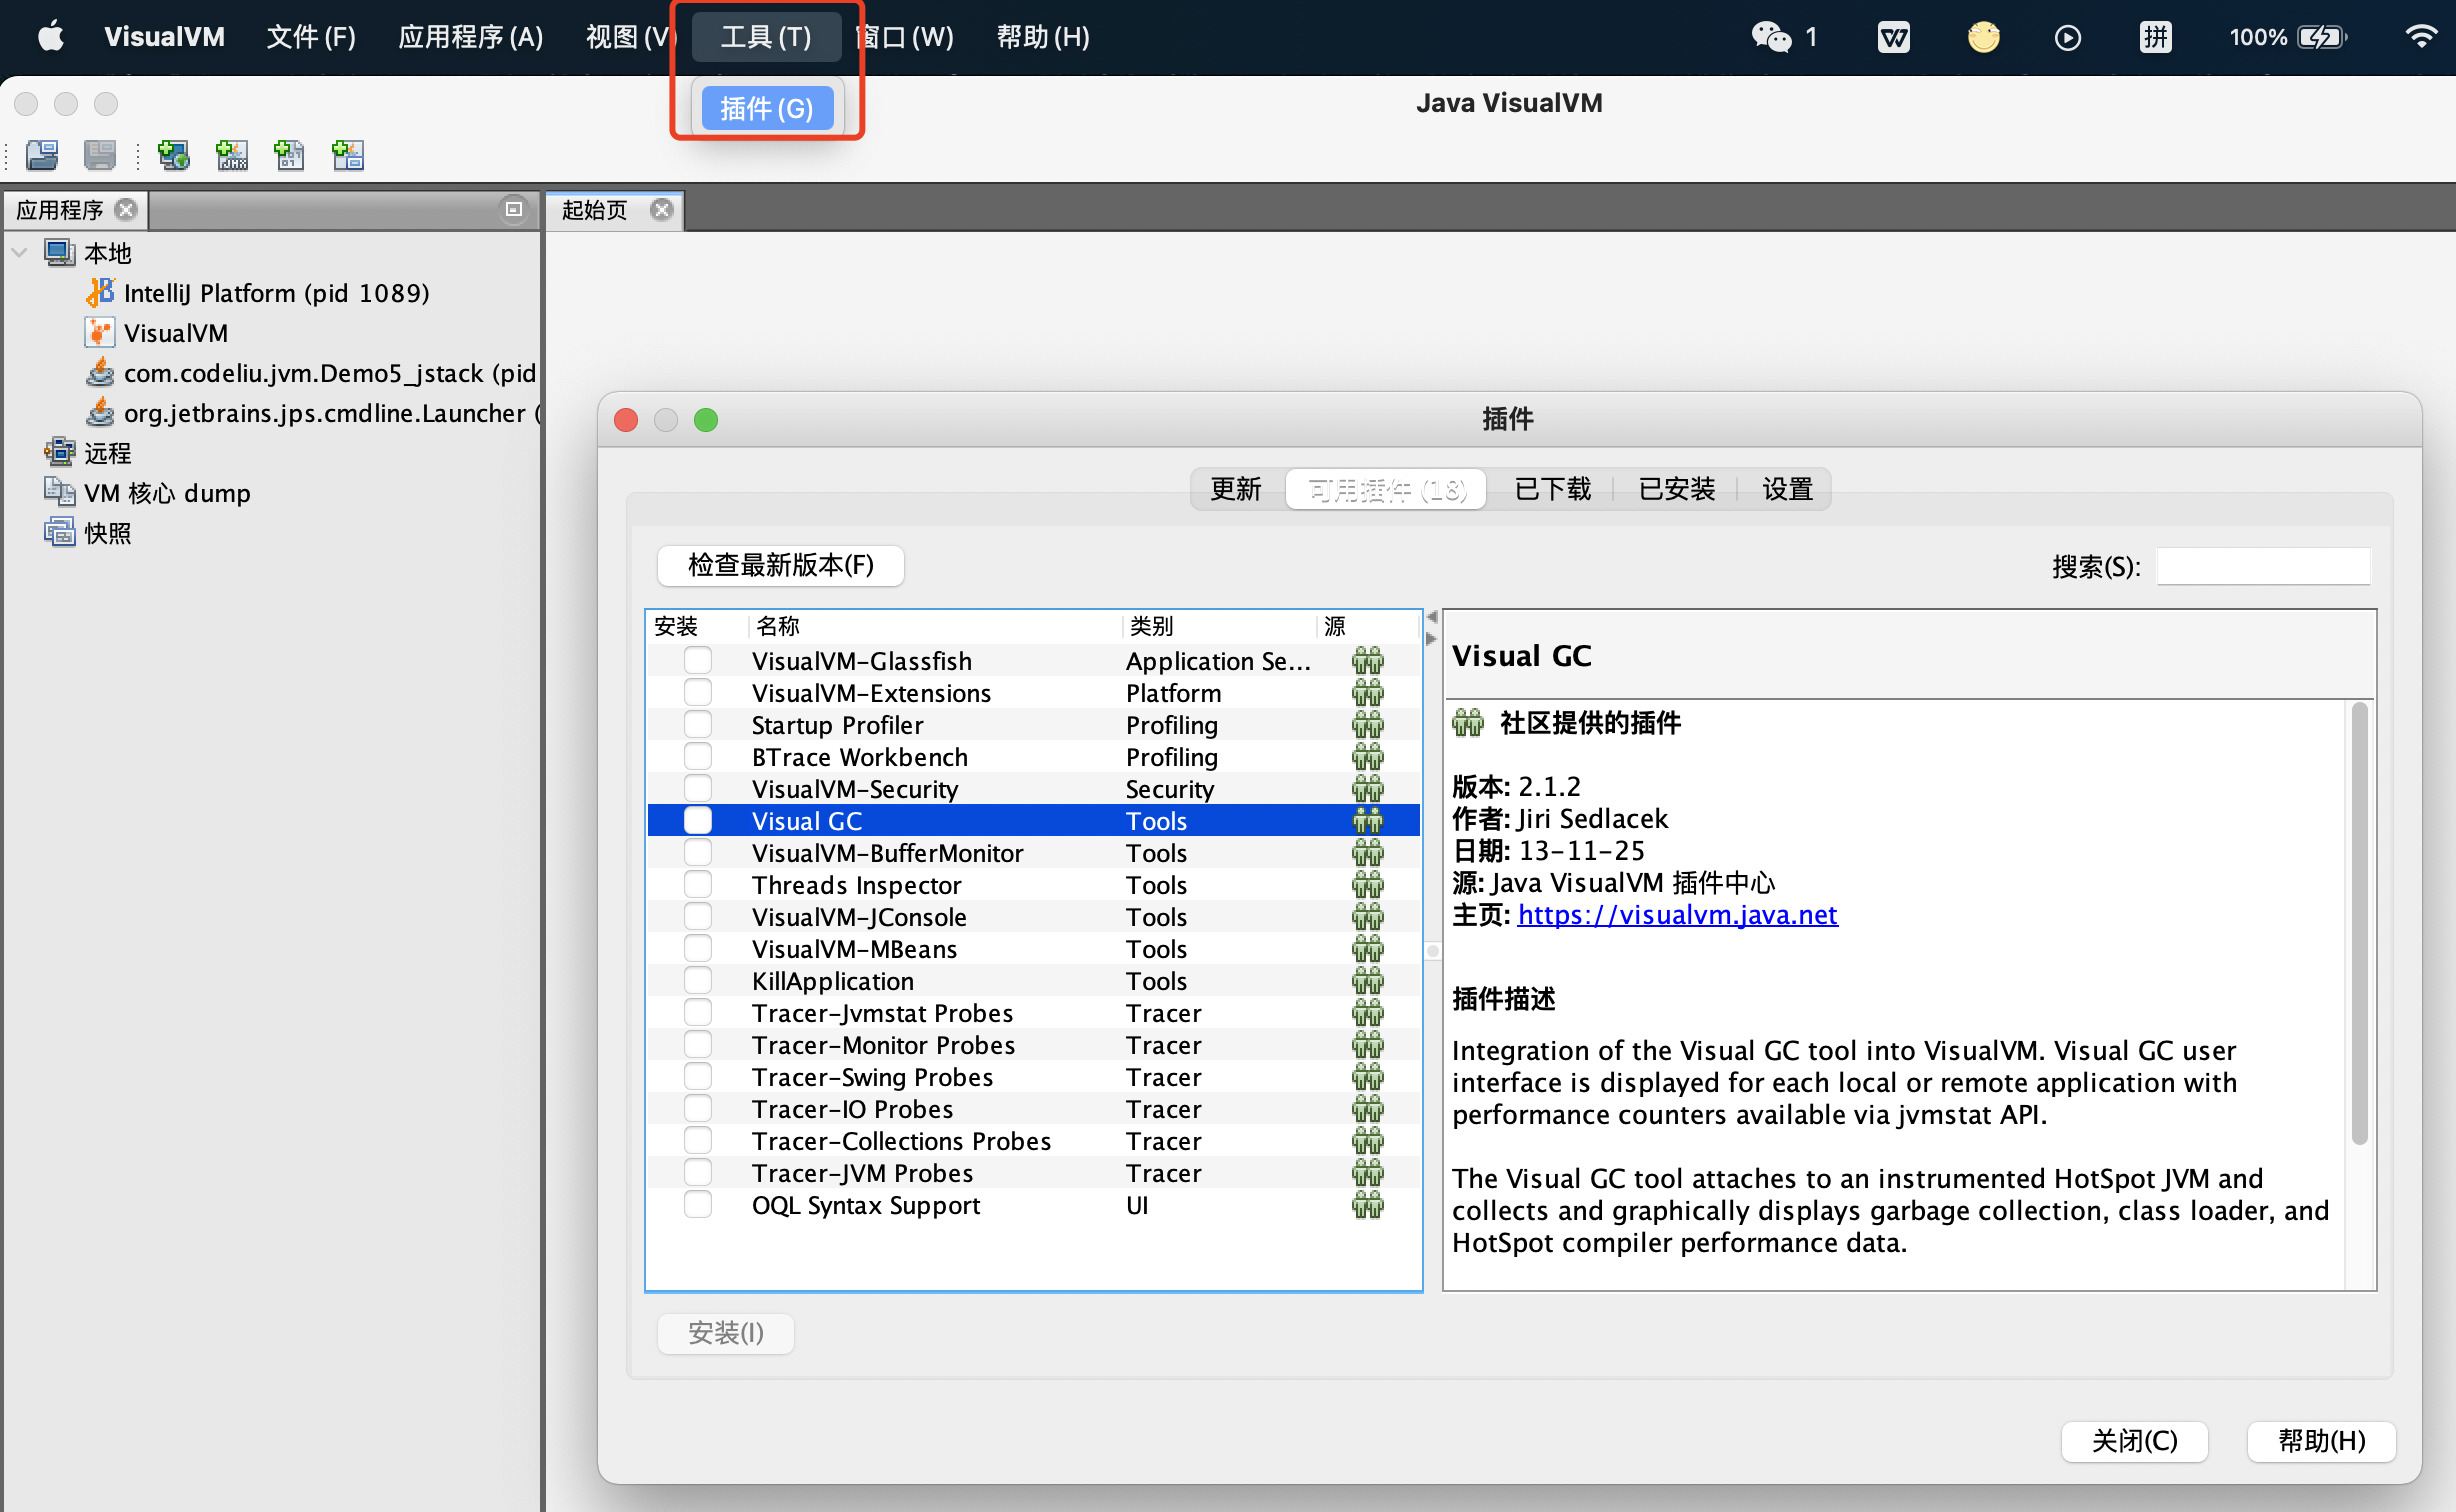 VisualVM 文件(F) 应用程序(A) 视图(V) 工具(T) 窗口(W) 帮助(H) 1 拼 100%
插件(G)
Java VisualVM
应用程序 起始页
本地
IntelliJ Platform (pid 1089)
VisualVM
com.codeliu.jvm.Demo5_jstack (pid
org.jetbrains.jps.cmdline.Launcher (
远程
VM 核心 dump
快照
插件
更新 可用插件 (18) 已下载 已安装 设置
检查最新版本(F) 搜索(S):
安装 名称 类别 源
VisualVM-Glassfish Application Se...
VisualVM-Extensions Platform
Startup Profiler Profiling
BTrace Workbench Profiling
VisualVM-Security Security
Visual GC Tools
VisualVM-BufferMonitor Tools
Threads Inspector Tools
VisualVM-JConsole Tools
VisualVM-MBeans Tools
KillApplication Tools
Tracer-Jvmstat Probes Tracer
Tracer-Monitor Probes Tracer
Tracer-Swing Probes Tracer
Tracer-IO Probes Tracer
Tracer-Collections Probes Tracer
Tracer-JVM Probes Tracer
OQL Syntax Support UI
Visual GC
社区提供的插件
版本: 2.1.2
作者: Jiri Sedlacek
日期: 13-11-25
源: Java VisualVM 插件中心
主页: https://visualvm.java.net
插件描述
Integration of the Visual GC tool into VisualVM. Visual GC user
interface is displayed for each local or remote application with
performance counters available via jvmstat API.
The Visual GC tool attaches to an instrumented HotSpot JVM and
collects and graphically displays garbage collection, class loader, and
HotSpot compiler performance data.
安装(I)
关闭(C) 帮助(H)